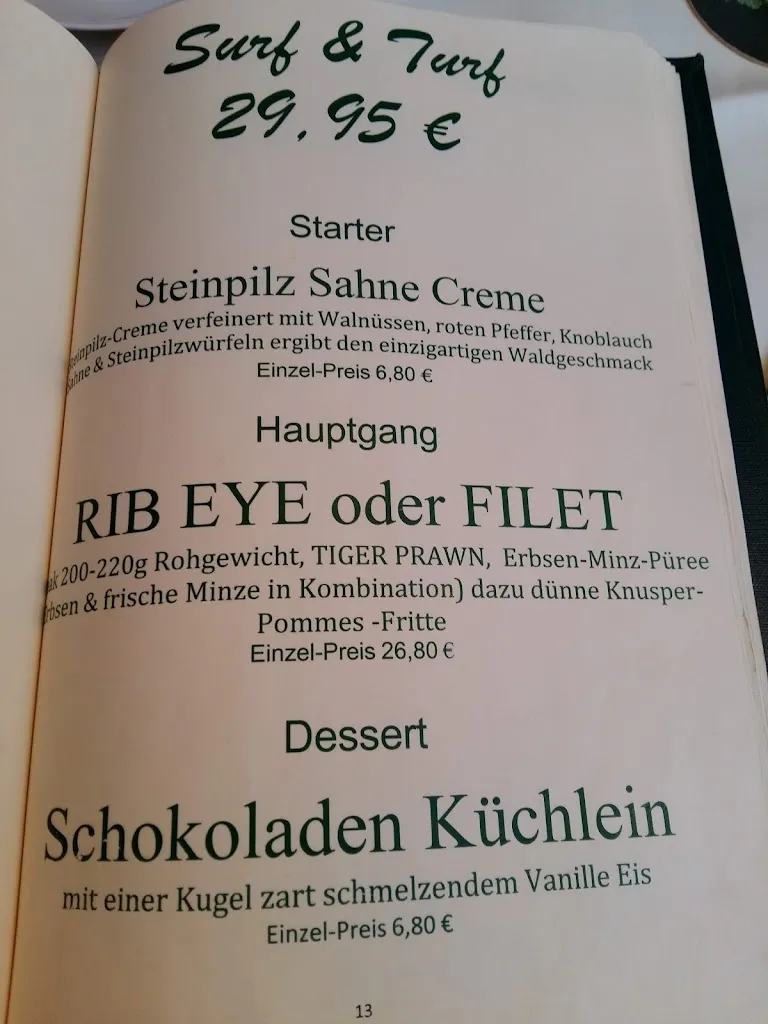 Surf & Turf
29,95 €
Starter
Steinpilz Sahne Creme
verfeinert mit Walnüssen, roten Pfeffer, Knoblauch
& Steinpilzwürfeln ergibt den einzigartigen Waldgeschmack
Einzel-Preis 6,80 €
Hauptgang
RIB EYE oder FILET
200-220g Rohgewicht, TIGER PRAWN, Erbsen-Minz-Püree
& frische Minze in Kombination) dazu dünne Knusper-
Pommes -Fritte
Einzel-Preis 26,80 €
Dessert
Schokoladen Küchlein
mit einer Kugel zart schmelzendem Vanille Eis
Einzel-Preis 6,80 €
13